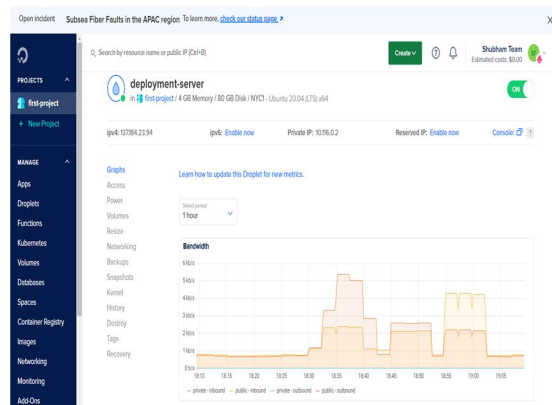 Open incident Subsea Fiber Faults in the APAC region To learn more, check our status page
Search by resource name or public IP (Ctrl+B)
Create
Shubham Team
Estimated costs: $0.00
PROJECTS
first-project
+ New Project
MANAGE
Apps
Droplets
Functions
Kubernetes
Volumes
Databases
Spaces
Container Registry
Images
Networking
Monitoring
Add-Ons
deployment-server
in first-project / 4 GB Memory / 80 GB Disk / NYC1 - Ubuntu 20.04 (LTS) x64
ON
ipv4: 137.184.23.94 ipv6: Enable now Private IP: 10.116.0.2 Reserved IP: Enable now Console:
Graphs
Access
Power
Volumes
Resize
Networking
Backups
Snapshots
Kernel
History
Destroy
Tags
Recovery
Learn how to update this Droplet for new metrics.
Select period
1 hour
Bandwidth
6 kb/s
5 kb/s
4 kb/s
3 kb/s
2 kb/s
1 kb/s
0 b/s
18:10 18:15 18:20 18:25 18:30 18:35 18:40 18:45 18:50 18:55 19:00 19:05
private - inbound public - inbound private - outbound public - outbound